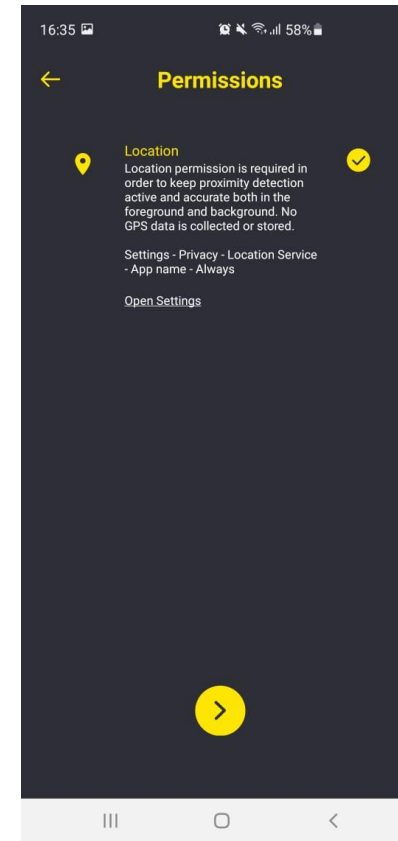 16:35 58%
Permissions
Location
Location permission is required in
order to keep proximity detection
active and accurate both in the
foreground and background. No
GPS data is collected or stored.
Settings - Privacy - Location Service
- App name - Always
Open Settings